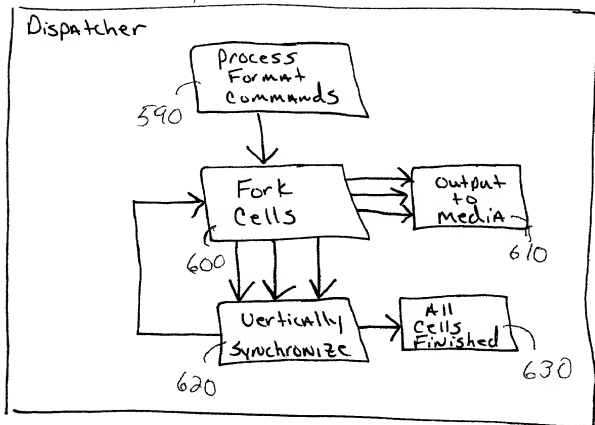 Dispatcher
Process
Format
Commands
590
Fork
Cells
600
Output
to
Media
610
Vertically
Synchronize
620
All
Cells
Finished
630